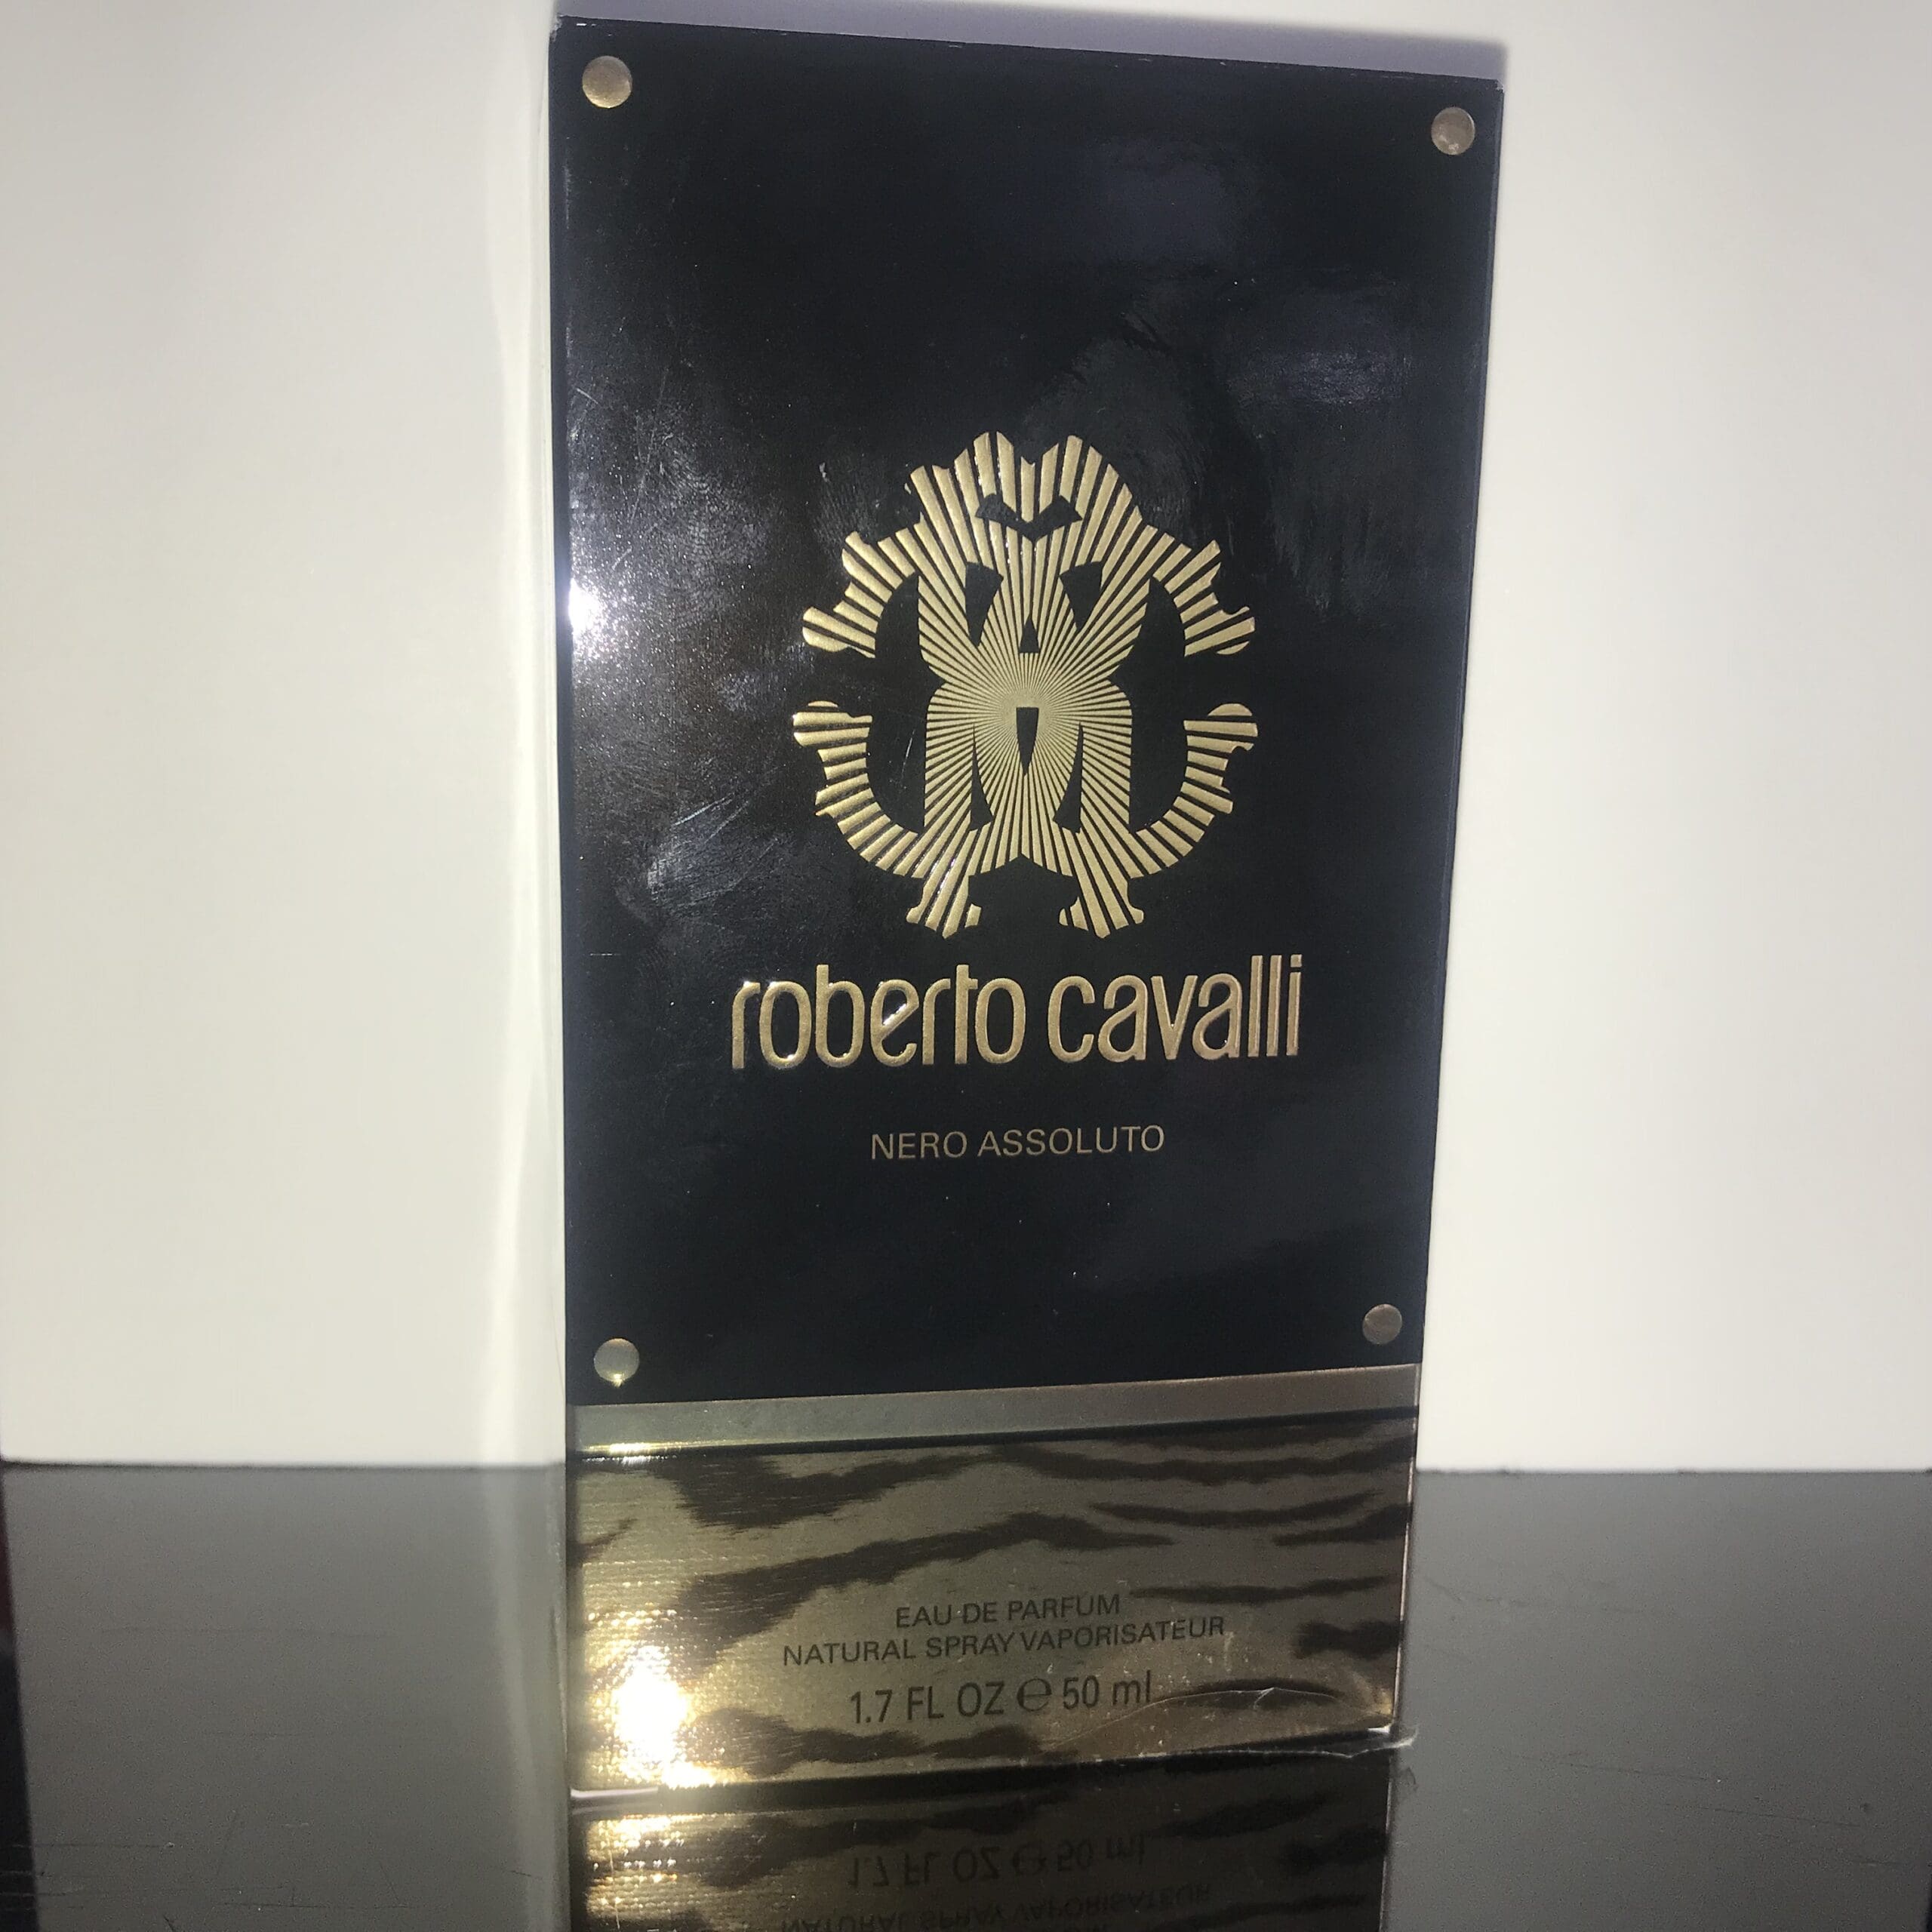 roberto cavalli
NERO ASSOLUTO
EAU DE PARFUM
NATURAL SPRAY VAPORISATEUR
1.7 FL OZ ℮ 50 ml